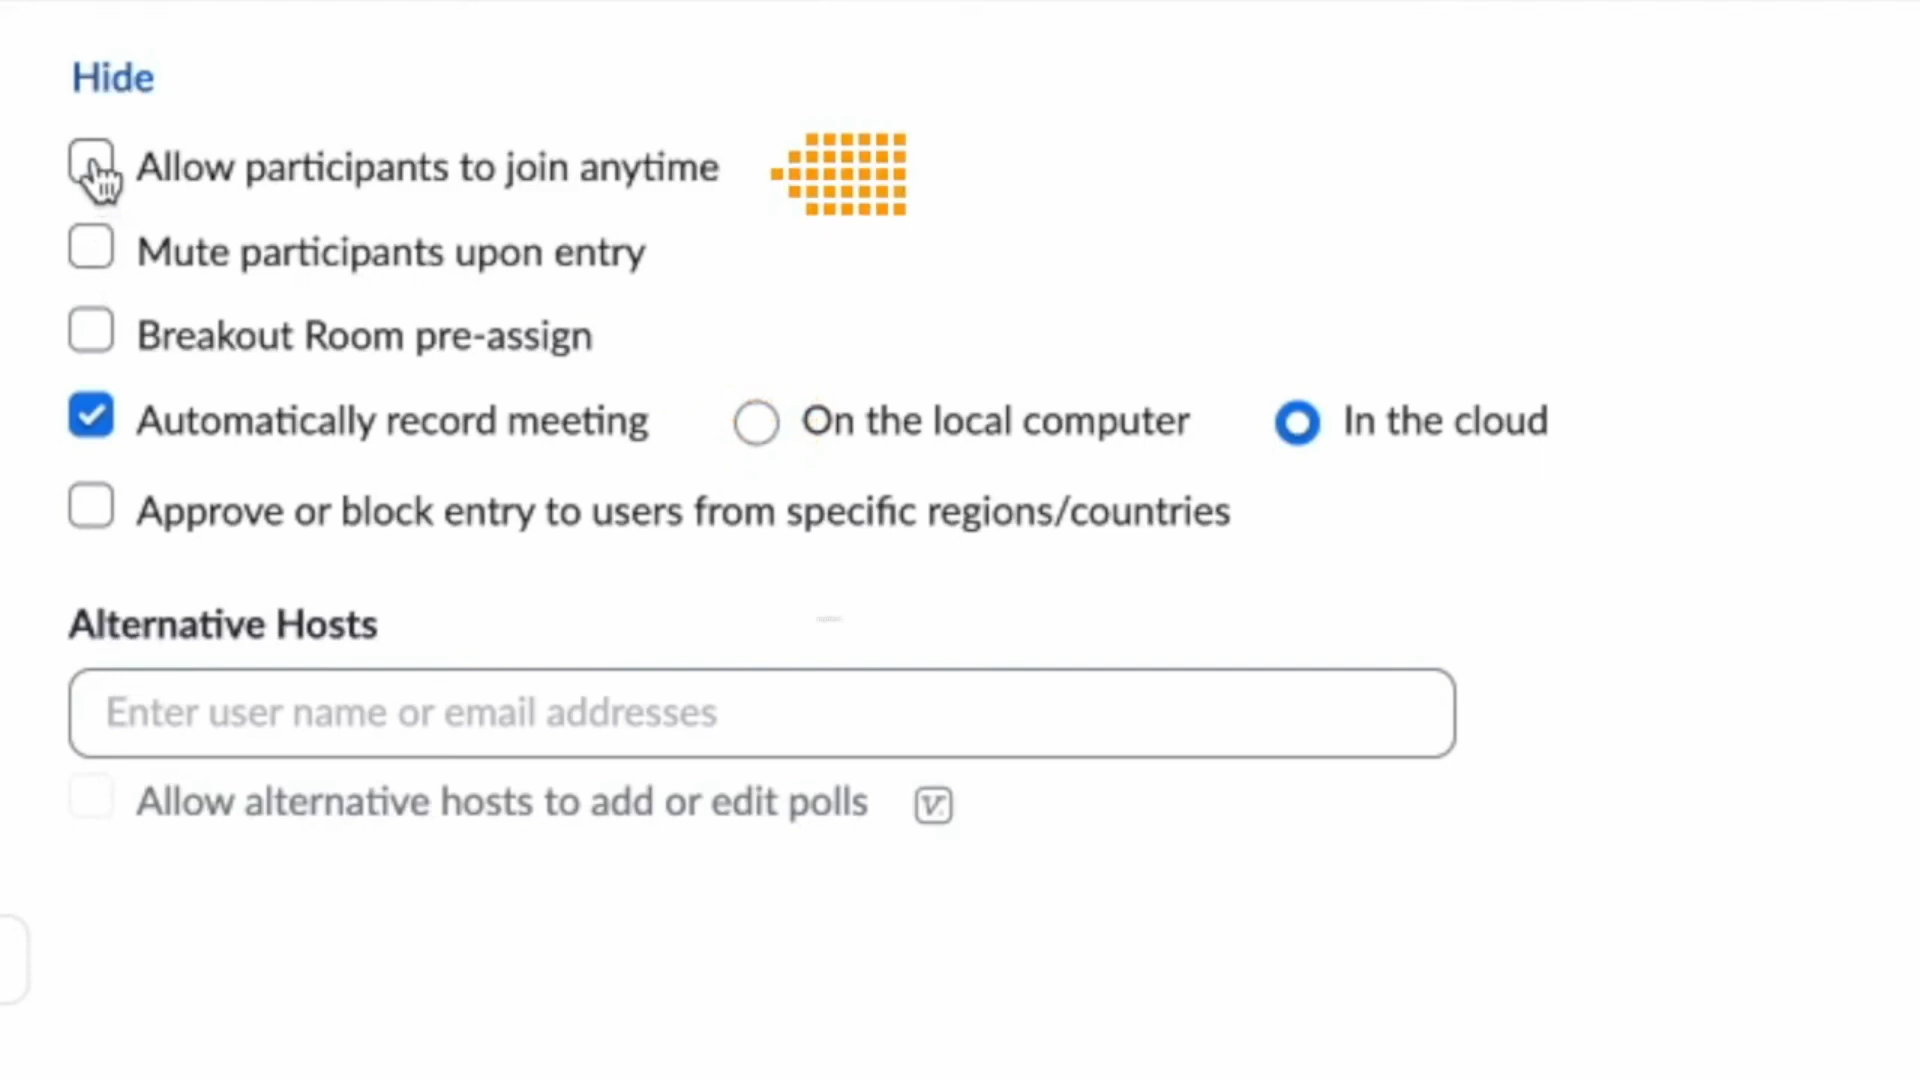 Hide
Allow participants to join anytime
Mute participants upon entry
Breakout Room pre-assign
Automatically record meeting On the local computer In the cloud
Approve or block entry to users from specific regions/countries
Alternative Hosts
Enter user name or email addresses
Allow alternative hosts to add or edit polls